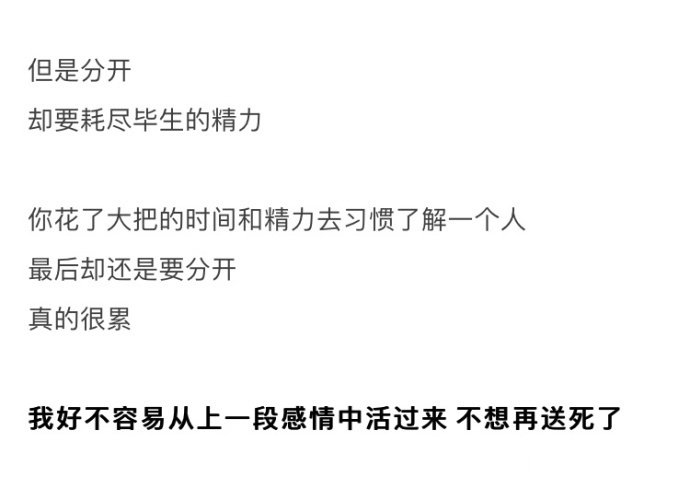 但是分开
却要耗尽毕生的精力
你花了大把的时间和精力去习惯了解一个人
最后却还是要分开
真的很累
我好不容易从上一段感情中活过来 不想再送死了